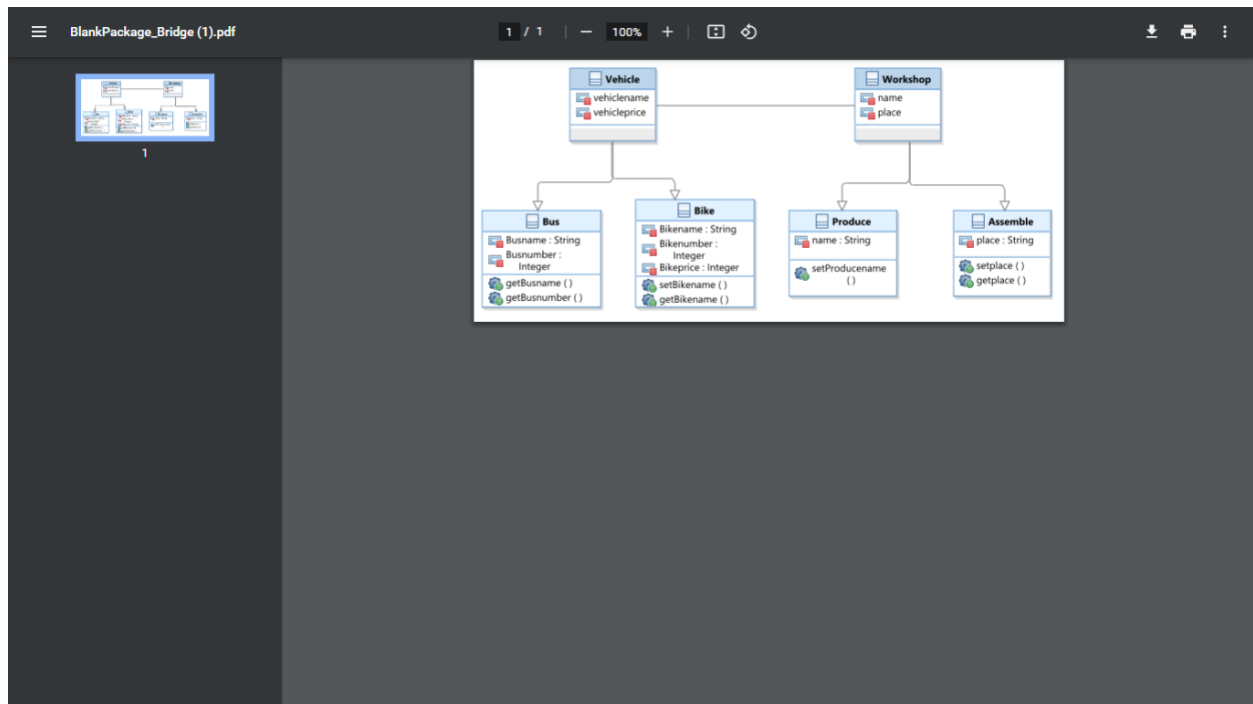 BlankPackage_Bridge (1).pdf
1 / 1
100%
1
Vehicle
vehiclename
vehicleprice
Workshop
name
place
Bus
Busname : String
Busnumber :
Integer
getBusname ( )
getBusnumber ( )
Bike
Bikename : String
Bikenumber :
Integer
Bikeprice : Integer
setBikename ( )
getBikename ( )
Produce
name : String
setProducename
( )
Assemble
place : String
setplace ( )
getplace ( )